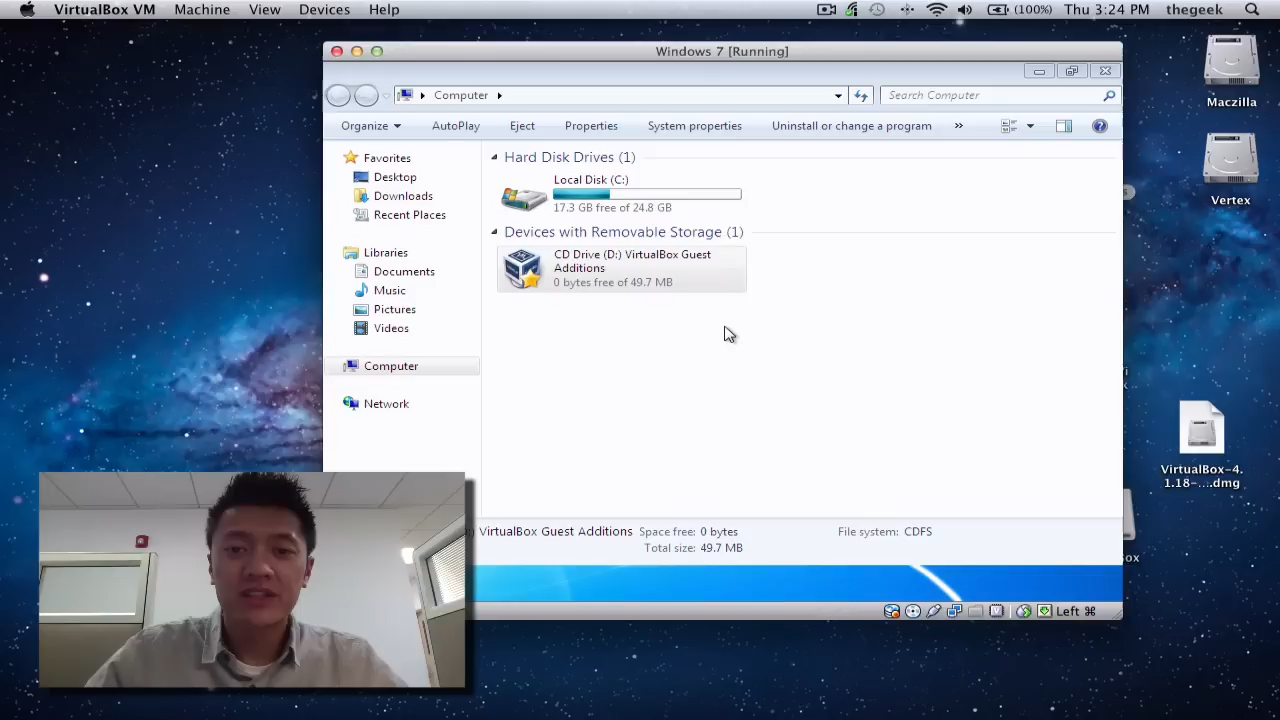 VirtualBox VM Machine View Devices Help (100%) Thu 3:24 PM thegeek
Windows 7 [Running]
Computer
Search Computer
Organize AutoPlay Eject Properties System properties Uninstall or change a program »
Favorites
Desktop
Downloads
Recent Places
Libraries
Documents
Music
Pictures
Videos
Computer
Network
Hard Disk Drives (1)
Local Disk (C:)
17.3 GB free of 24.8 GB
Devices with Removable Storage (1)
CD Drive (D:) VirtualBox Guest
Additions
0 bytes free of 49.7 MB
VirtualBox Guest Additions Space free: 0 bytes File system: CDFS
Total size: 49.7 MB
Left ⌘
Maczilla
Vertex
VirtualBox-4.
1.18-...dmg